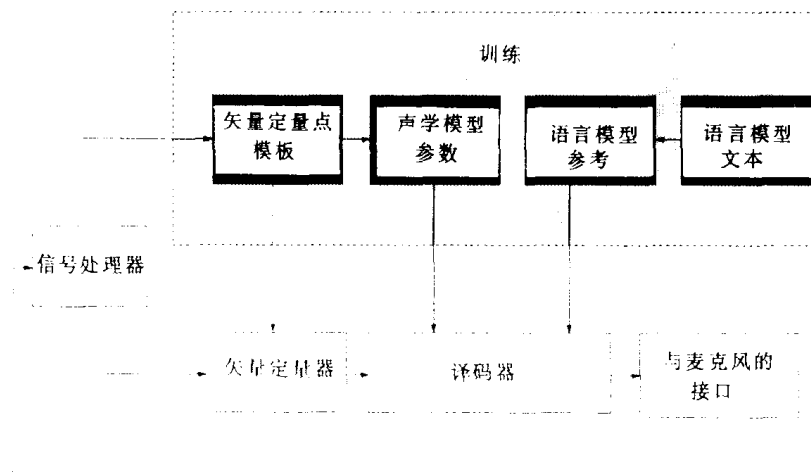 训练
矢量定量点
模板
声学模型
参数
语言模型
参考
语言模型
文本
信号处理器
矢量定量器
译码器
与麦克风的
接口